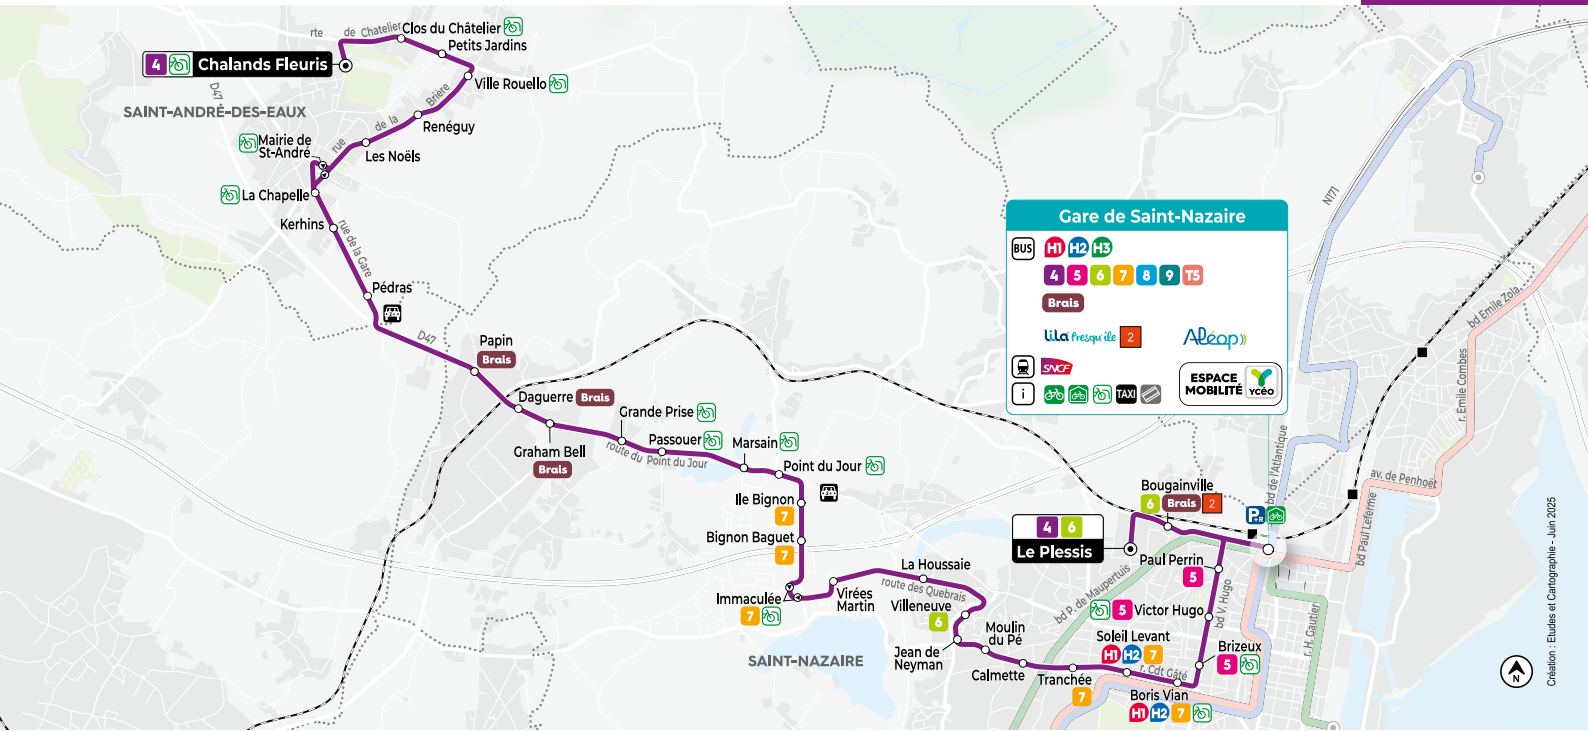 rte de Chatelier
Clos du Châtelier
Petits Jardins
4 Chalands Fleuris
Ville Rouello
D47
SAINT-ANDRÉ-DES-EAUX
rue de la Brière
Renéguy
Mairie de
St-André
Les Noëls
La Chapelle
Kerhins
rue de la Gare
Pédras
D47
Papin
Brais
Daguerre Brais
Graham Bell
Brais
Grande Prise
Passouer
route du Point du Jour
Marsain
Point du Jour
Ile Bignon
7
Bignon Baguet
7
Immaculée
7
Virées
Martin
La Houssaie
route des Quebrais
Villeneuve
6
Jean de
Neyman
Moulin
du Pé
Calmette
Tranchée
7
Soleil Levant
H1 H2 7
r. Cdt Gâté
Boris Vian
H1 H2 7
Brizeux
5
5 Victor Hugo
bd V. Hugo
Paul Perrin
5
bd P. de Maupertuis
4 6
Le Plessis
Bougainville
6 Brais 2
P+R
SAINT-NAZAIRE
Gare de Saint-Nazaire
BUS H1 H2 H3
4 5 6 7 8 9 T5
Brais
Lila Presqu'île 2 Aléop
SNCF
i TAXI
ESPACE
MOBILITÉ
YCÉO
N171
bd de l'Atlantique
bd Emile Zola
r. Emile Combes
av. de Penhoët
bd Paul Leferme
r. H. Gautier
N
Création : Etudes et Cartographie - Juin 2025